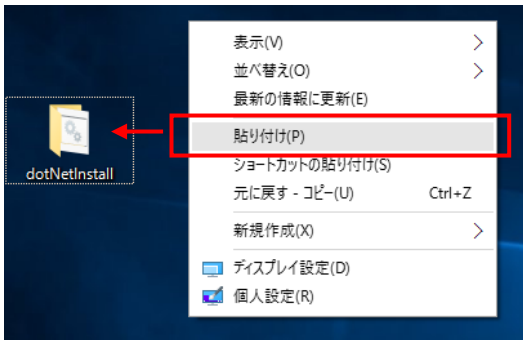 表示(V)
並べ替え(O)
最新の情報に更新(E)
貼り付け(P)
ショートカットの貼り付け(S)
元に戻す - コピー(U) Ctrl+Z
新規作成(X)
ディスプレイ設定(D)
個人設定(R)
dotNetInstall